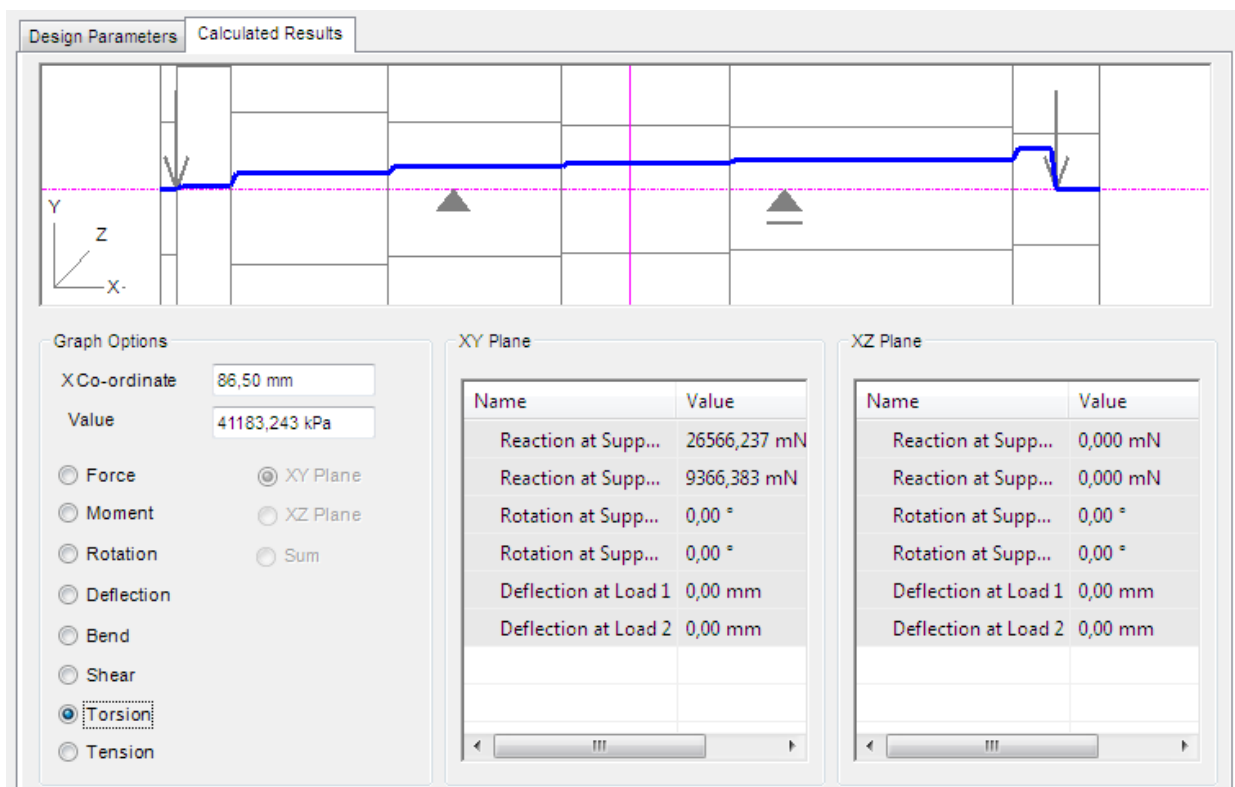 Design Parameters Calculated Results
Y
Z
X-
Graph Options
X Co-ordinate 86,50 mm
Value 41183,243 kPa
Force XY Plane
Moment XZ Plane
Rotation Sum
Deflection
Bend
Shear
Torsion
Tension
XY Plane
Name Value
Reaction at Supp... 26566,237 mN
Reaction at Supp... 9366,383 mN
Rotation at Supp... 0,00 °
Rotation at Supp... 0,00 °
Deflection at Load 1 0,00 mm
Deflection at Load 2 0,00 mm
XZ Plane
Name Value
Reaction at Supp... 0,000 mN
Reaction at Supp... 0,000 mN
Rotation at Supp... 0,00 °
Rotation at Supp... 0,00 °
Deflection at Load 1 0,00 mm
Deflection at Load 2 0,00 mm